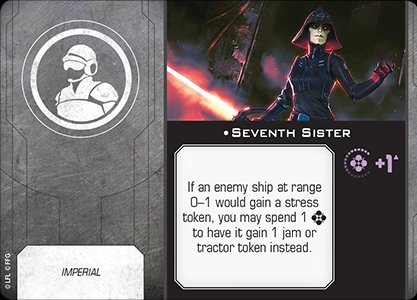 •SEVENTH SISTER
+1
If an enemy ship at range
0–1 would gain a stress
token, you may spend 1
to have it gain 1 jam or
tractor token instead.
IMPERIAL
©LFL ©FFG